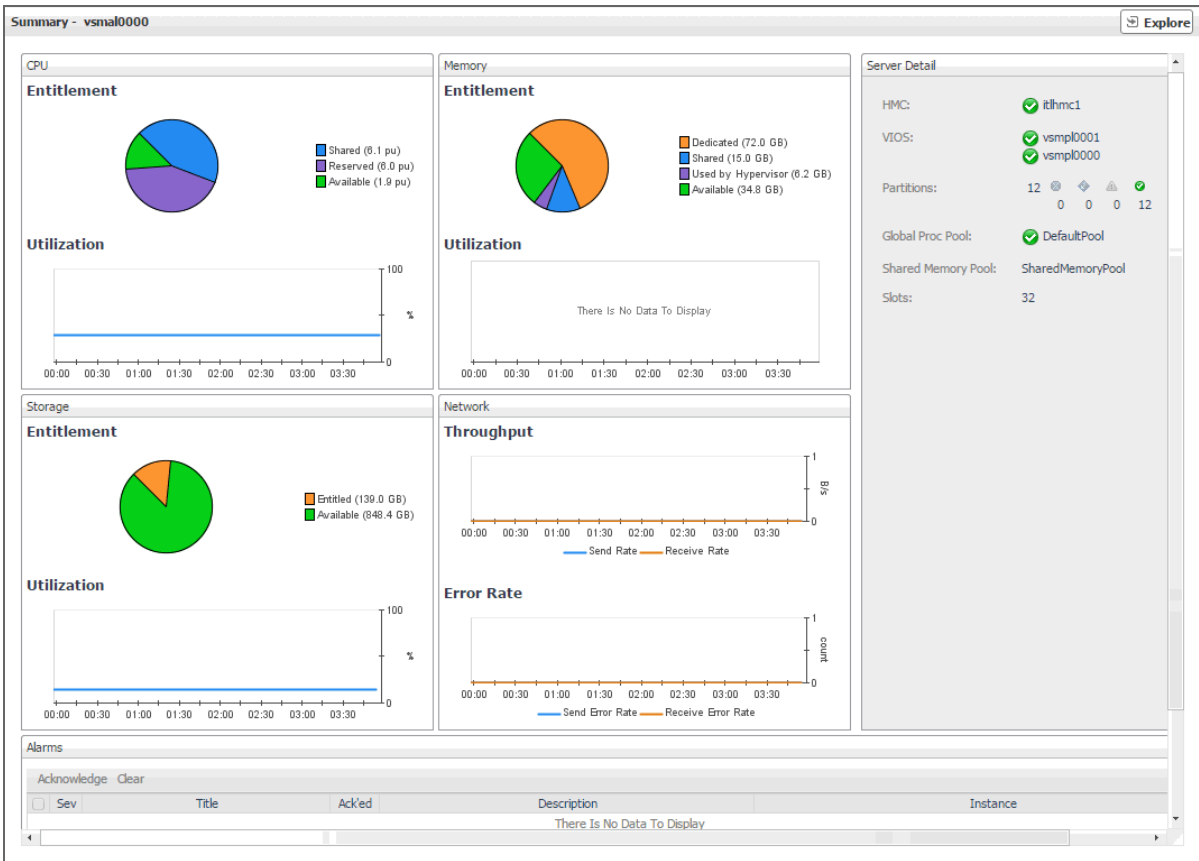 Summary - vsmal0000
Explore
CPU
Entitlement
Shared (6.1 pu)
Reserved (6.0 pu)
Available (1.9 pu)
Utilization
100
%
0
00:00 00:30 01:00 01:30 02:00 02:30 03:00 03:30
Memory
Entitlement
Dedicated (72.0 GB)
Shared (15.0 GB)
Used by Hypervisor (6.2 GB)
Available (34.8 GB)
Utilization
There Is No Data To Display
00:00 00:30 01:00 01:30 02:00 02:30 03:00 03:30
Server Detail
HMC: itlhmc1
VIOS: vsmpl0001
vsmpl0000
Partitions: 12
0 0 0 12
Global Proc Pool: DefaultPool
Shared Memory Pool: SharedMemoryPool
Slots: 32
Storage
Entitlement
Entitled (139.0 GB)
Available (848.4 GB)
Utilization
100
%
0
00:00 00:30 01:00 01:30 02:00 02:30 03:00 03:30
Network
Throughput
1
B/s
0
00:00 00:30 01:00 01:30 02:00 02:30 03:00 03:30
Send Rate Receive Rate
Error Rate
1
count
0
00:00 00:30 01:00 01:30 02:00 02:30 03:00 03:30
Send Error Rate Receive Error Rate
Alarms
Acknowledge Clear
Sev Title Ack'ed Description Instance
There Is No Data To Display